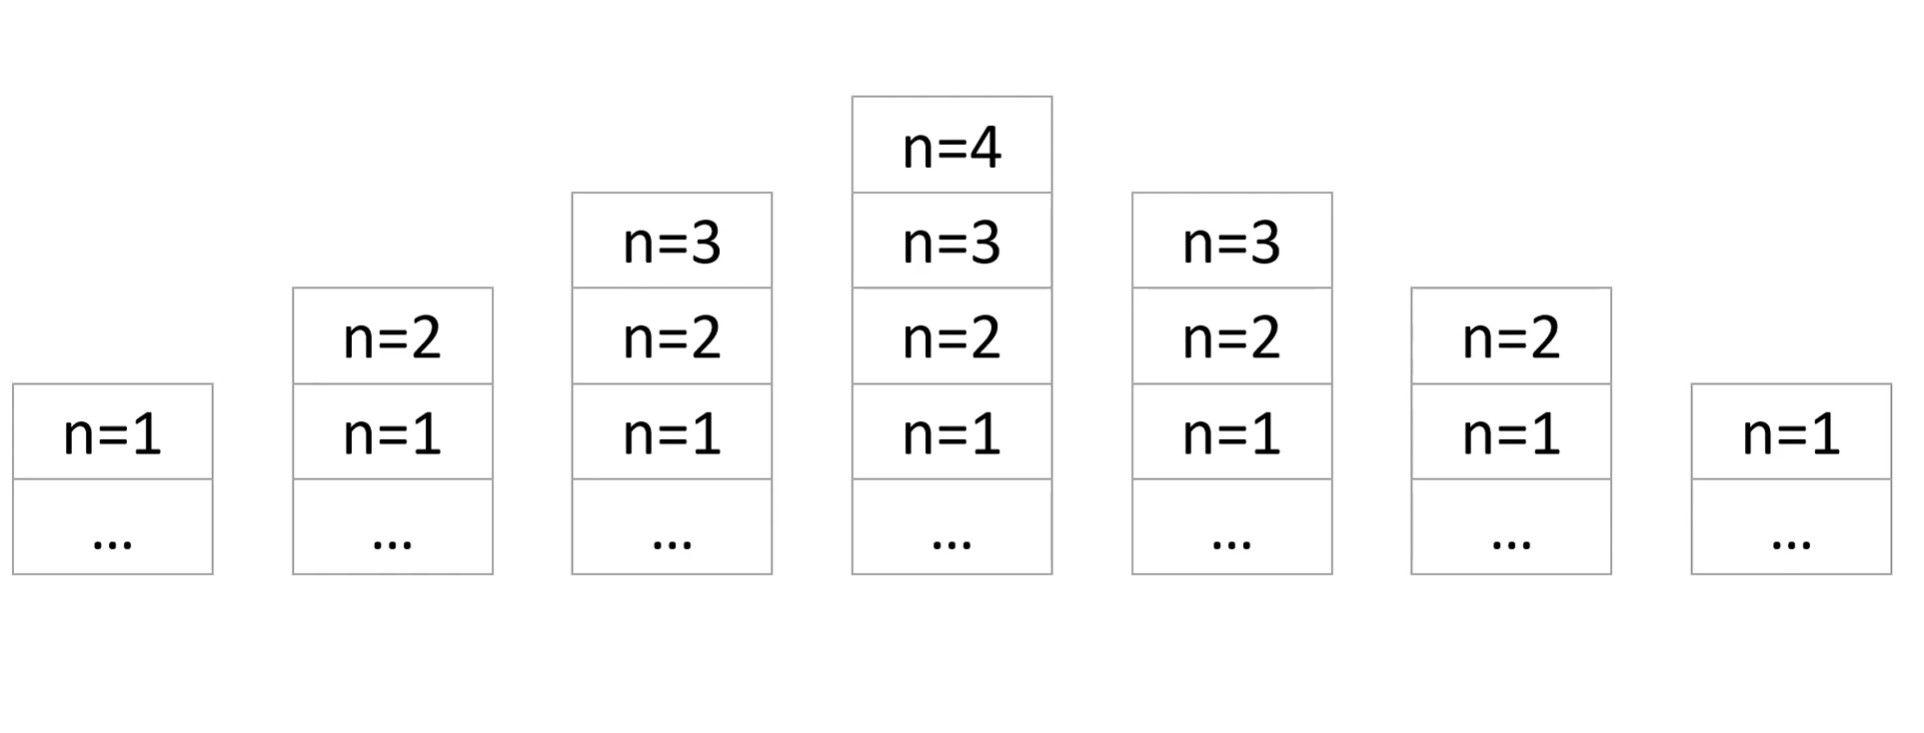 n=4
n=3 n=3 n=3
n=2 n=2 n=2 n=2 n=2
n=1 n=1 n=1 n=1 n=1 n=1 n=1
... ... ... ... ... ... ...